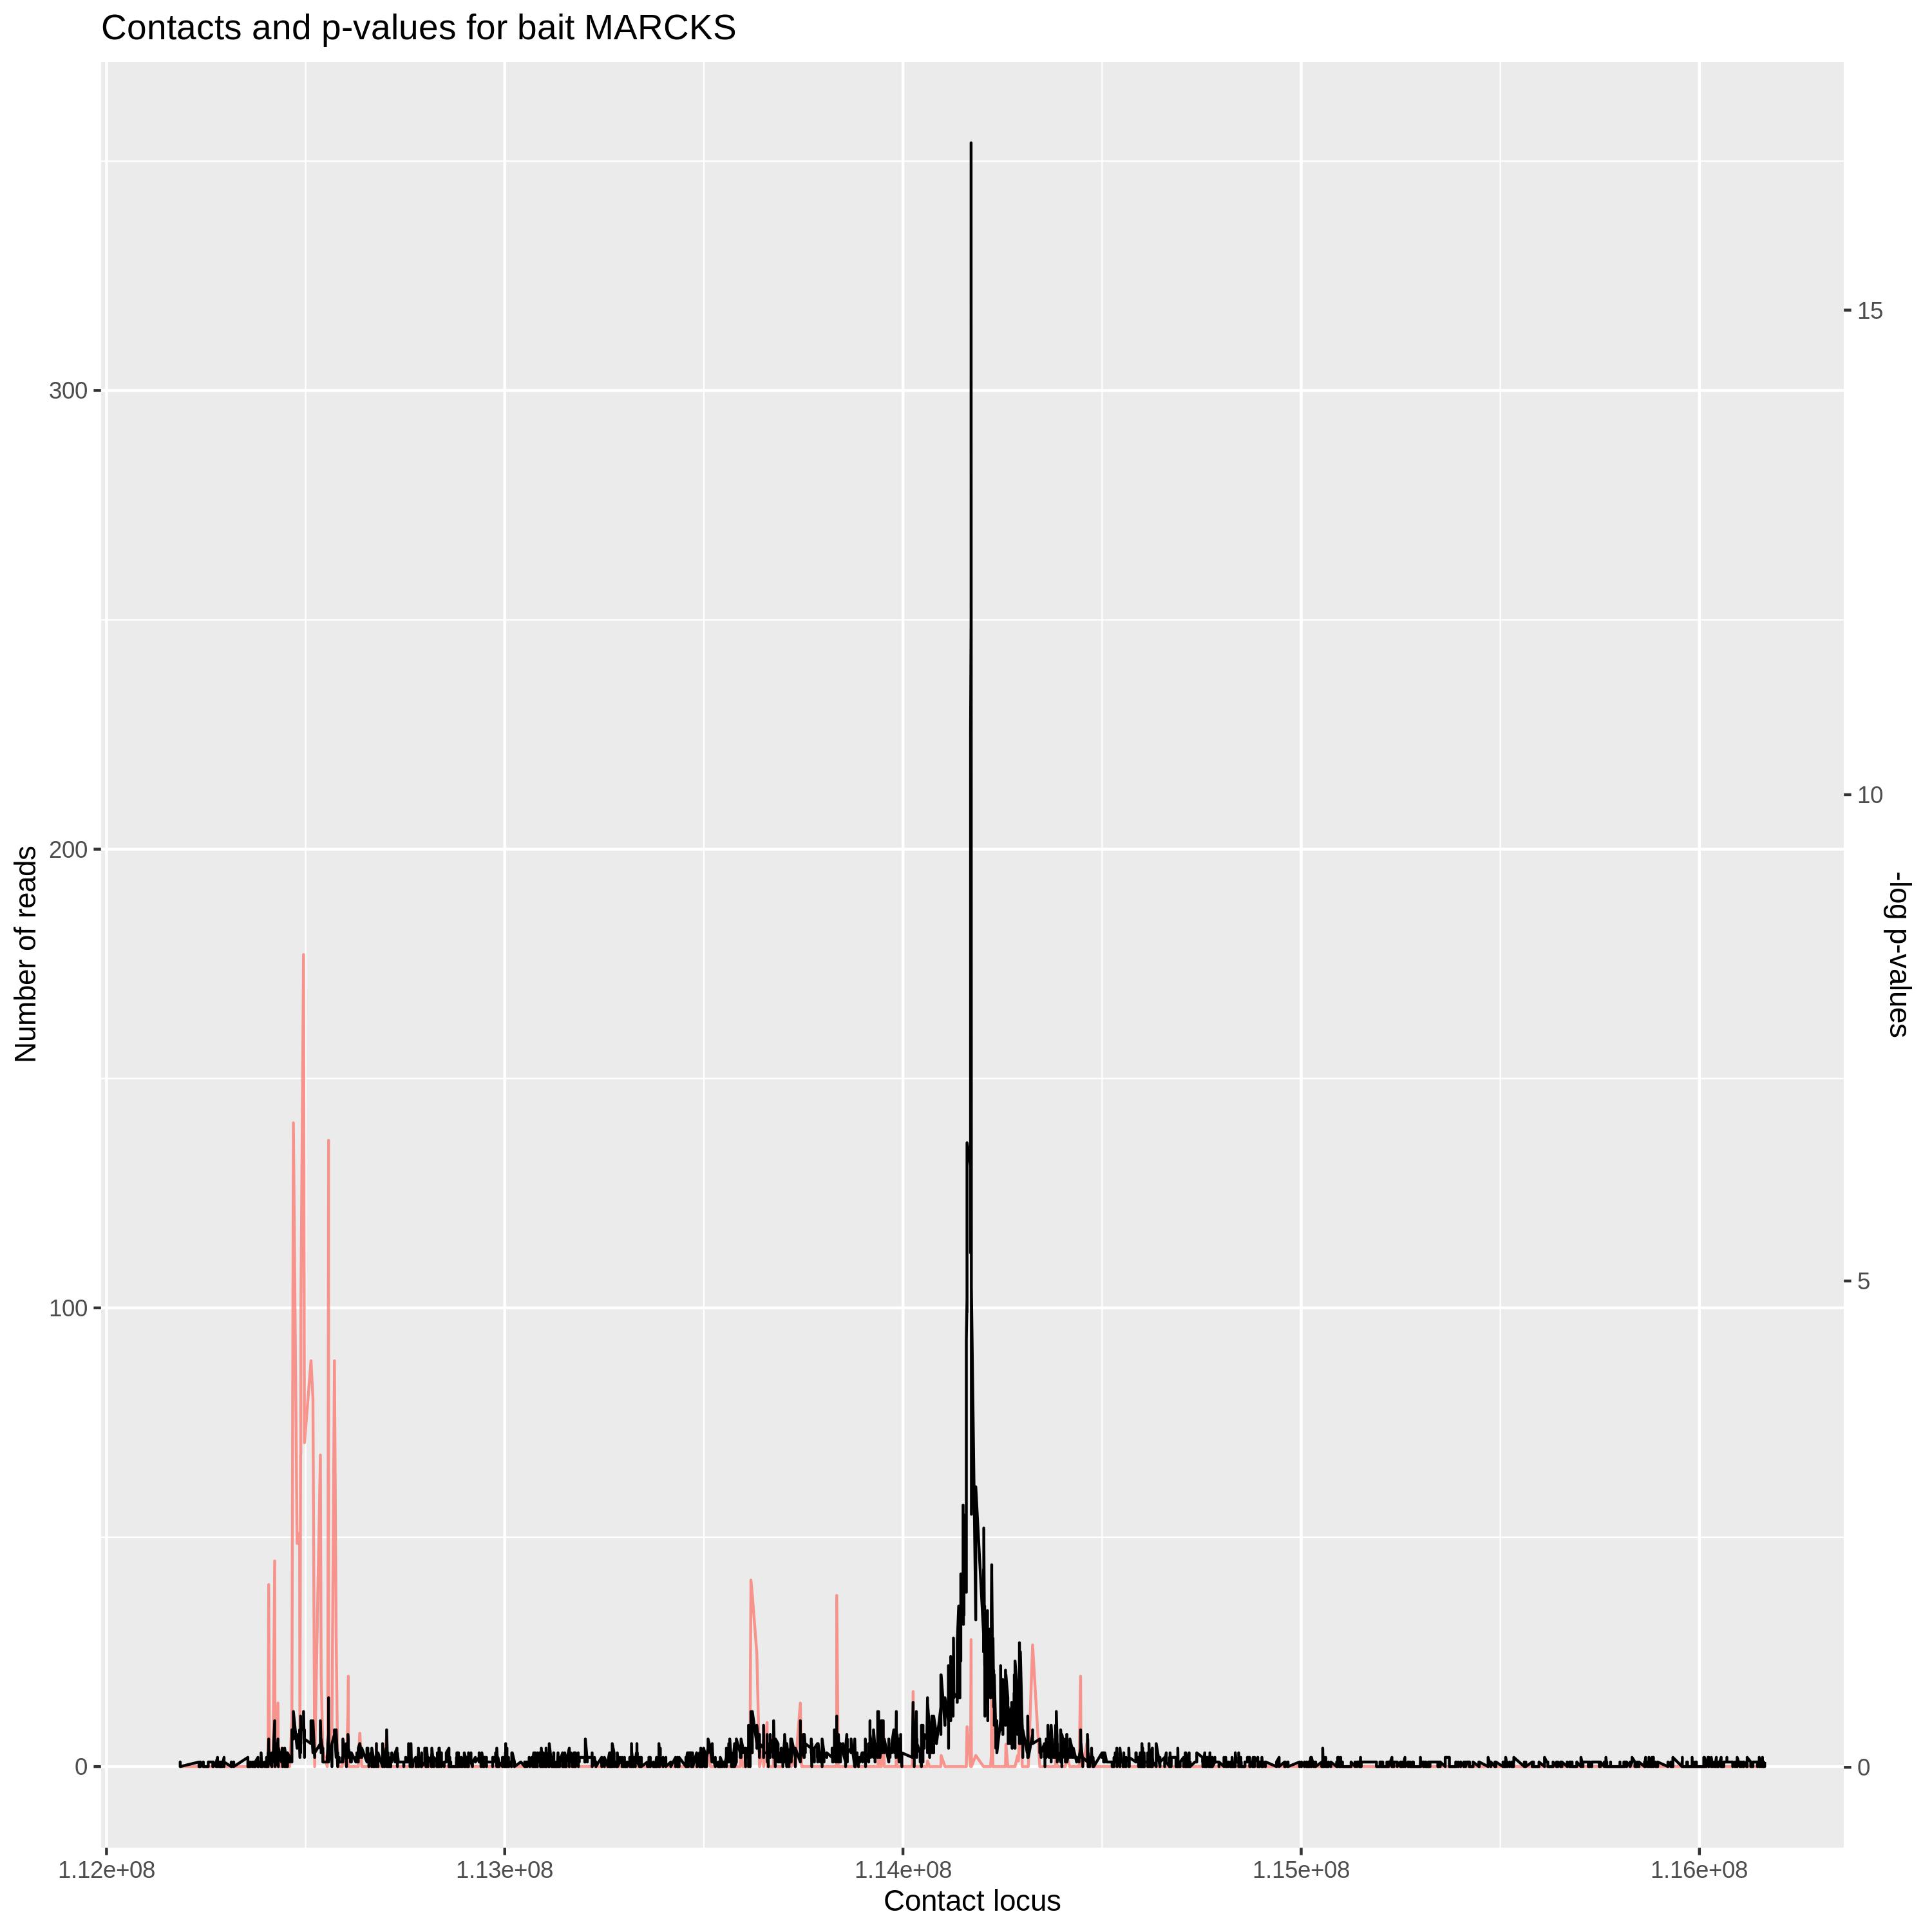 Contacts and p-values for bait MARCKS
Number of reads
300
200
100
0
15
10
5
0
-log p-values
1.12e+08 1.13e+08 1.14e+08 1.15e+08 1.16e+08
Contact locus